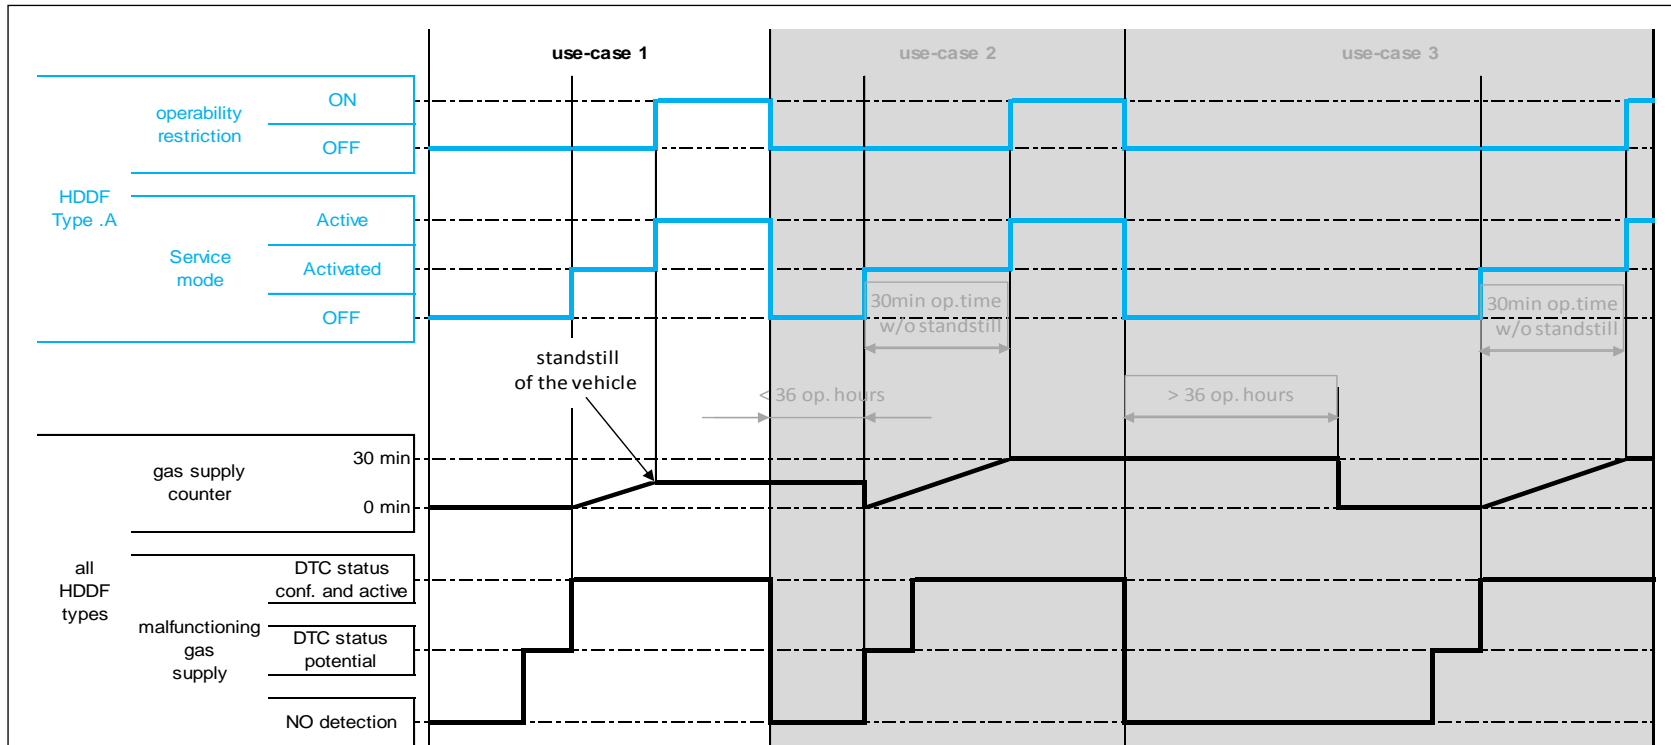 use-case 1
use-case 2
use-case 3
ON
operability
restriction
OFF
HDDF
Type .A
Active
Service
mode
Activated
OFF
30min op.time
w/o standstill
30min op.time
w/o standstill
standstill
of the vehicle
< 36 op. hours
> 36 op. hours
30 min
gas supply
counter
0 min
all
HDDF
types
DTC status
conf. and active
malfunctioning
gas
supply
DTC status
potential
NO detection